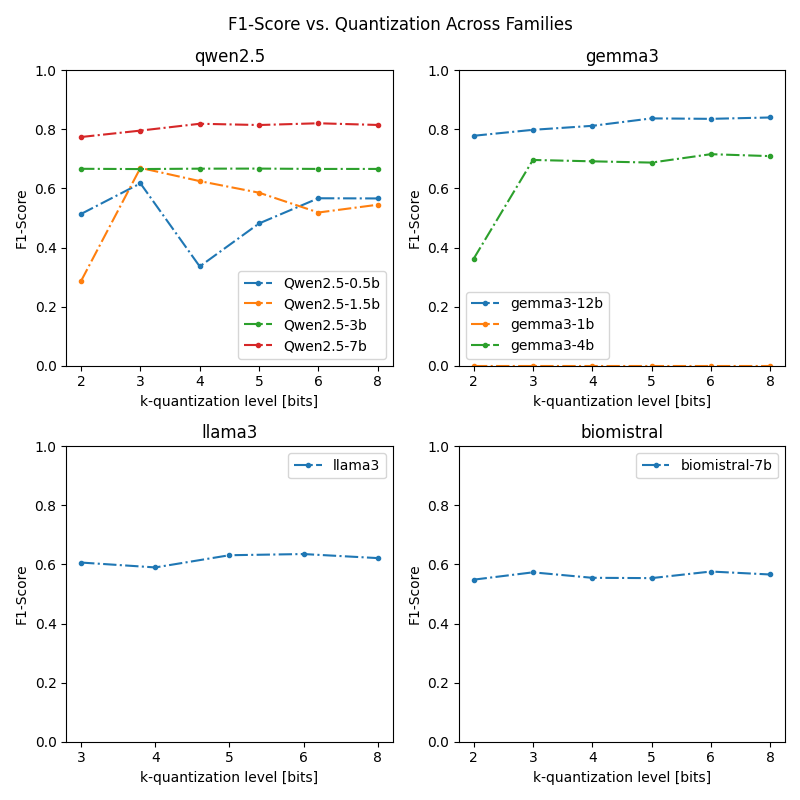 F1-Score vs. Quantization Across Families
qwen2.5
F1-Score
1.0
0.8
0.6
0.4
0.2
0.0
Qwen2.5-0.5b
Qwen2.5-1.5b
Qwen2.5-3b
Qwen2.5-7b
2 3 4 5 6 8
k-quantization level [bits]
gemma3
F1-Score
1.0
0.8
0.6
0.4
0.2
0.0
gemma3-12b
gemma3-1b
gemma3-4b
2 3 4 5 6 8
k-quantization level [bits]
llama3
F1-Score
1.0
0.8
0.6
0.4
0.2
0.0
llama3
3 4 5 6 8
k-quantization level [bits]
biomistral
F1-Score
1.0
0.8
0.6
0.4
0.2
0.0
biomistral-7b
2 3 4 5 6 8
k-quantization level [bits]